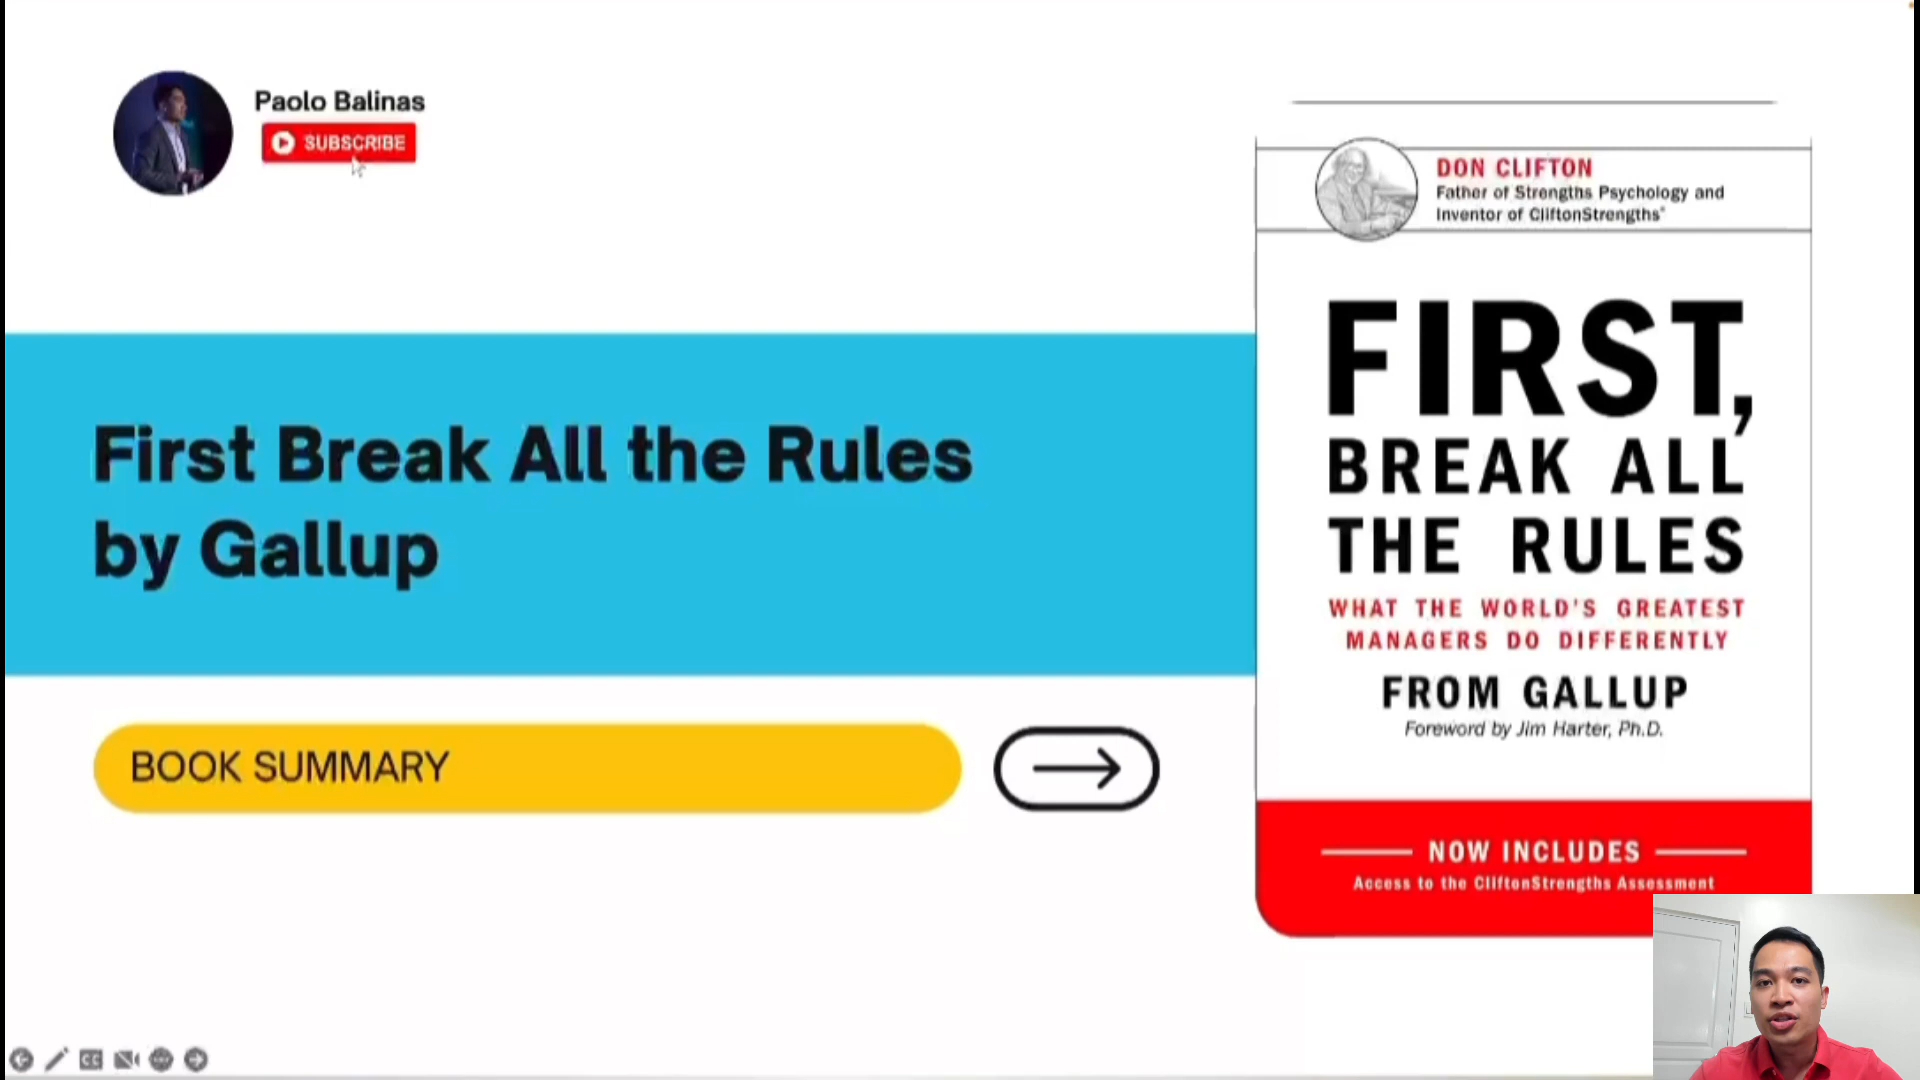 Paolo Balinas
SUBSCRIBE
First Break All the Rules
by Gallup
BOOK SUMMARY
DON CLIFTON
Father of Strengths Psychology and
Inventor of CliftonStrengths®
FIRST,
BREAK ALL
THE RULES
WHAT THE WORLD'S GREATEST
MANAGERS DO DIFFERENTLY
FROM GALLUP
Foreword by Jim Harter, Ph.D.
NOW INCLUDES
Access to the CliftonStrengths Assessment
CC